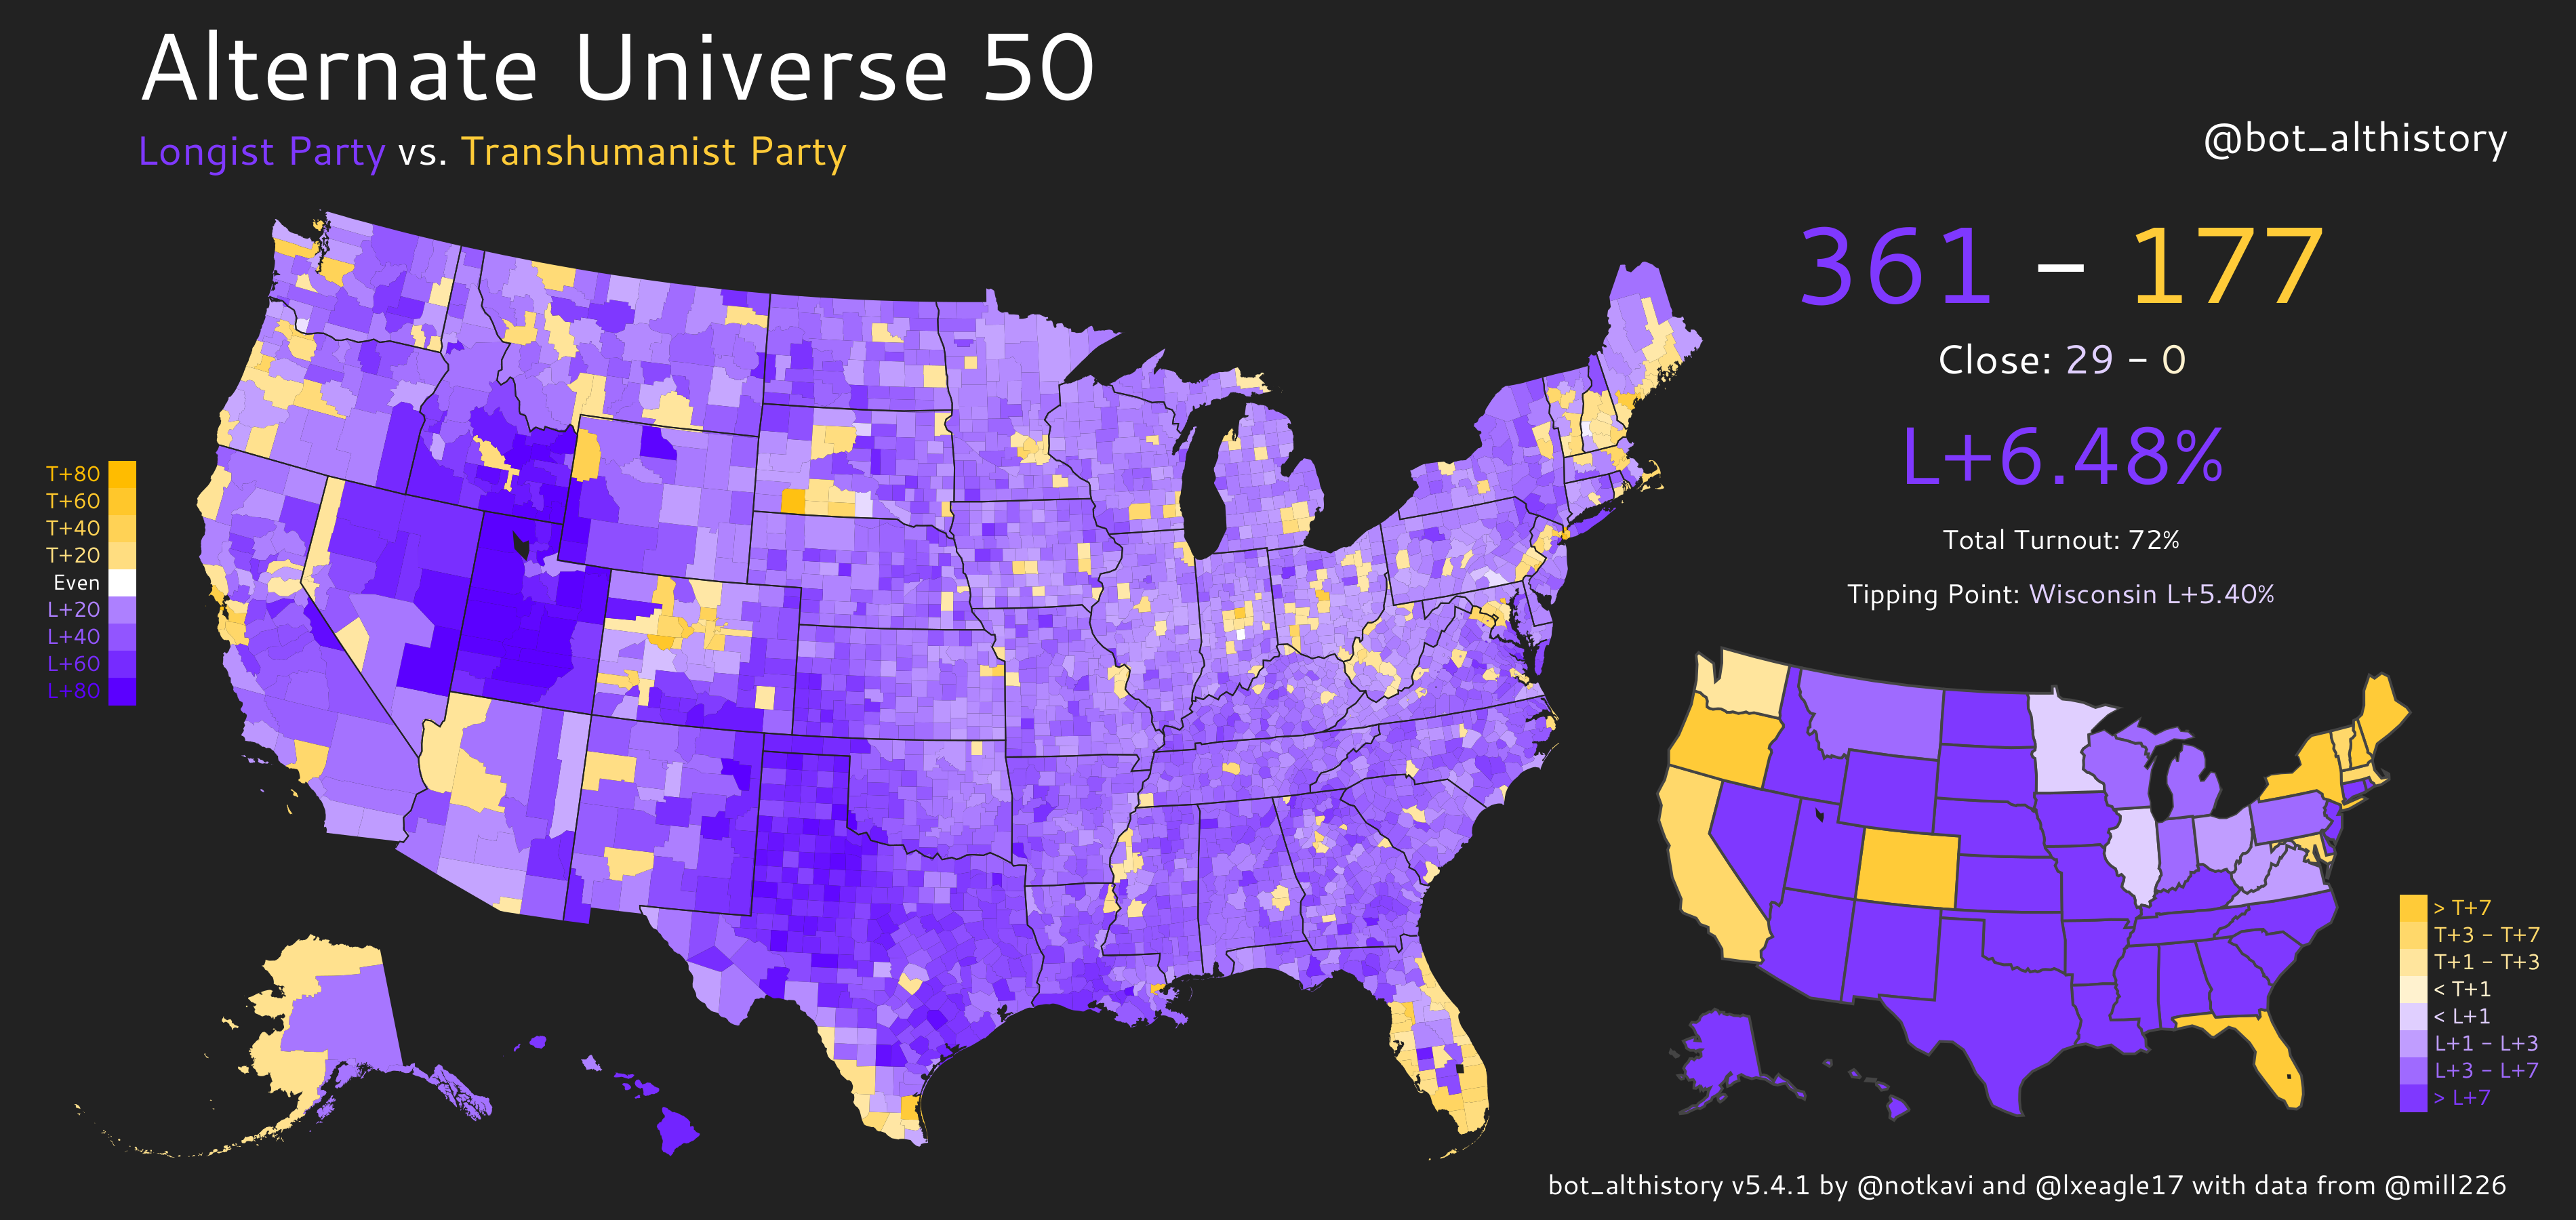 Alternate Universe 50
Longist Party vs. Transhumanist Party
@bot_althistory
361 – 177
Close: 29 - 0
L+6.48%
Total Turnout: 72%
Tipping Point: Wisconsin L+5.40%
T+80
T+60
T+40
T+20
Even
L+20
L+40
L+60
L+80
> T+7
T+3 - T+7
T+1 - T+3
< T+1
< L+1
L+1 - L+3
L+3 - L+7
> L+7
bot_althistory v5.4.1 by @notkavi and @lxeagle17 with data from @mill226